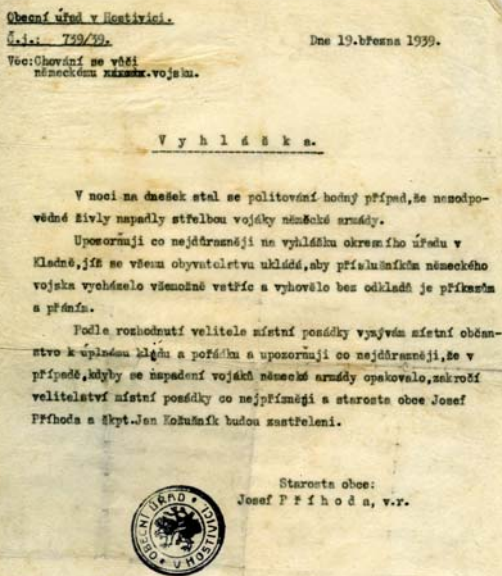 Obecní úřad v Hostivici.
Č.j.: 739/39.
Dne 19.března 1939.
Věc:Chování se vůči
německému vojsku.
Vyhláška.
V noci na dnešek stal se politování hodný případ,že nezodpo-
vědné živly napadly střelbou vojáky německé armády.
Upozorňuji co nejdůrazněji na vyhlášku okresního úřadu v
Kladně,jíž se všemu obyvatelstvu ukládá,aby příslušníkům německého
vojska vycházelo všemožně vstříc a vyhovělo bez odkladů je příkazům
a přáním.
Podle rozhodnutí velitele místní posádky vyzývám místní občan-
stvo k úplnému klidu a pořádku a upozorňuji co nejdůrazněji,že v
případě,kdyby se napadení vojáků německé armády opakovalo,zakročí
velitelství místní posádky co nejpřísněji a starosta obce Josef
Příhoda a škpt.Jan Kožušník budou zastřeleni.
Starosta obce:
Josef Příhoda, v.r.
OBECNÍ ÚŘAD V HOSTIVICI